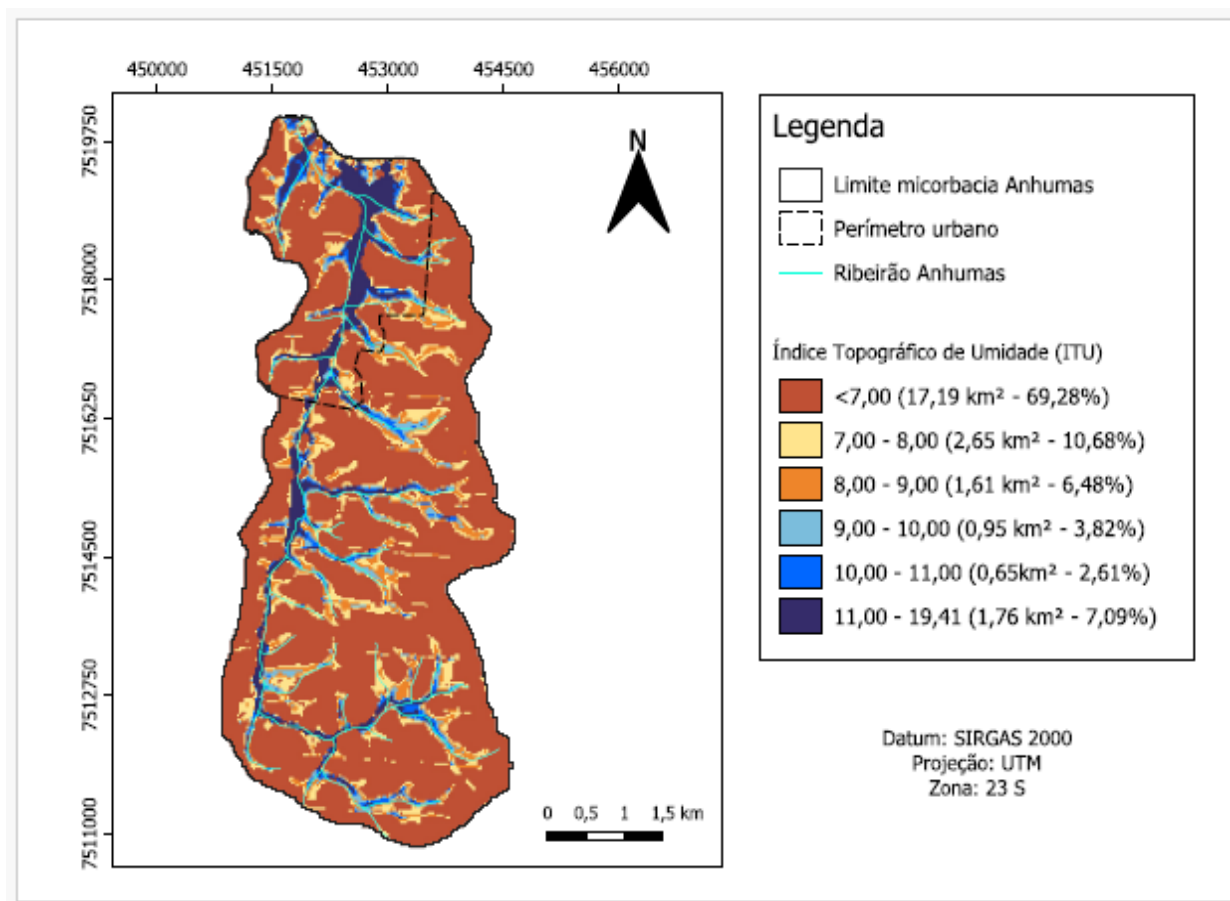 450000 451500 453000 454500 456000
7519750
7518000
7516250
7514500
7512750
7511000
N
0 0,5 1 1,5 km
Legenda
Limite micorbacia Anhumas
Perímetro urbano
Ribeirão Anhumas
Índice Topográfico de Umidade (ITU)
<7,00 (17,19 km² - 69,28%)
7,00 - 8,00 (2,65 km² - 10,68%)
8,00 - 9,00 (1,61 km² - 6,48%)
9,00 - 10,00 (0,95 km² - 3,82%)
10,00 - 11,00 (0,65km² - 2,61%)
11,00 - 19,41 (1,76 km² - 7,09%)
Datum: SIRGAS 2000
Projeção: UTM
Zona: 23 S